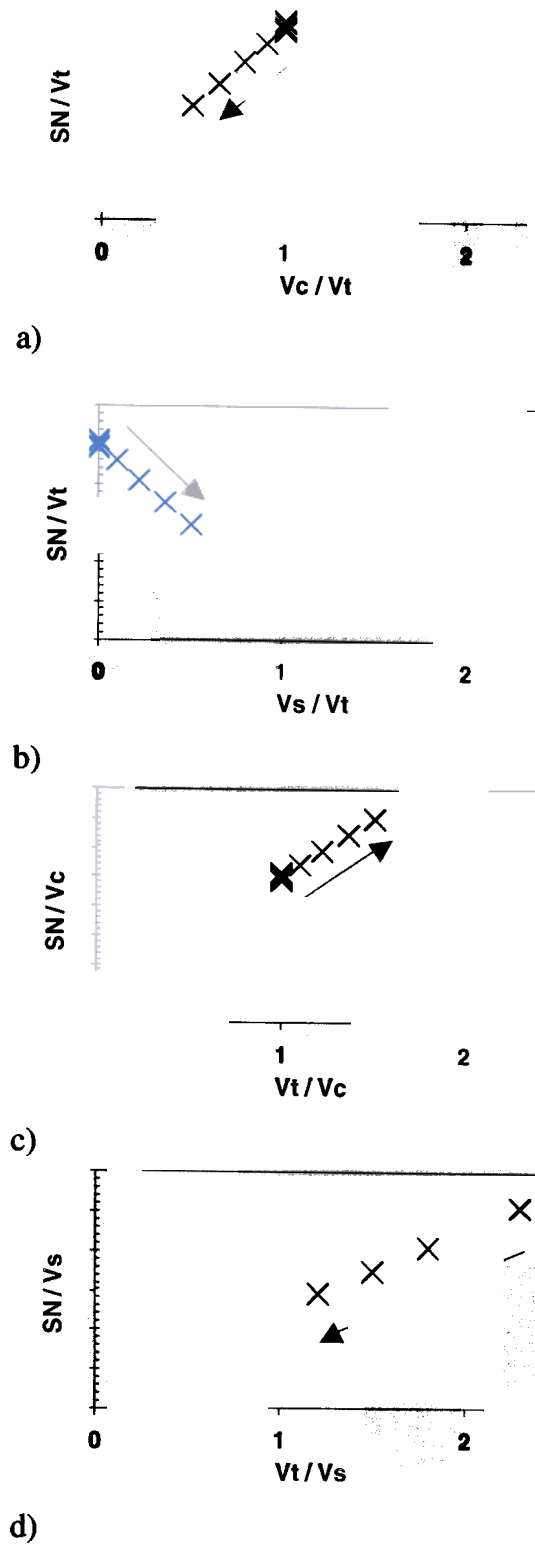 SN / Vt
0 1 2
Vc / Vt
a)
SN / Vt
0 1 2
Vs / Vt
b)
SN / Vc
1 2
Vt / Vc
c)
SN / Vs
0 1 2
Vt / Vs
d)